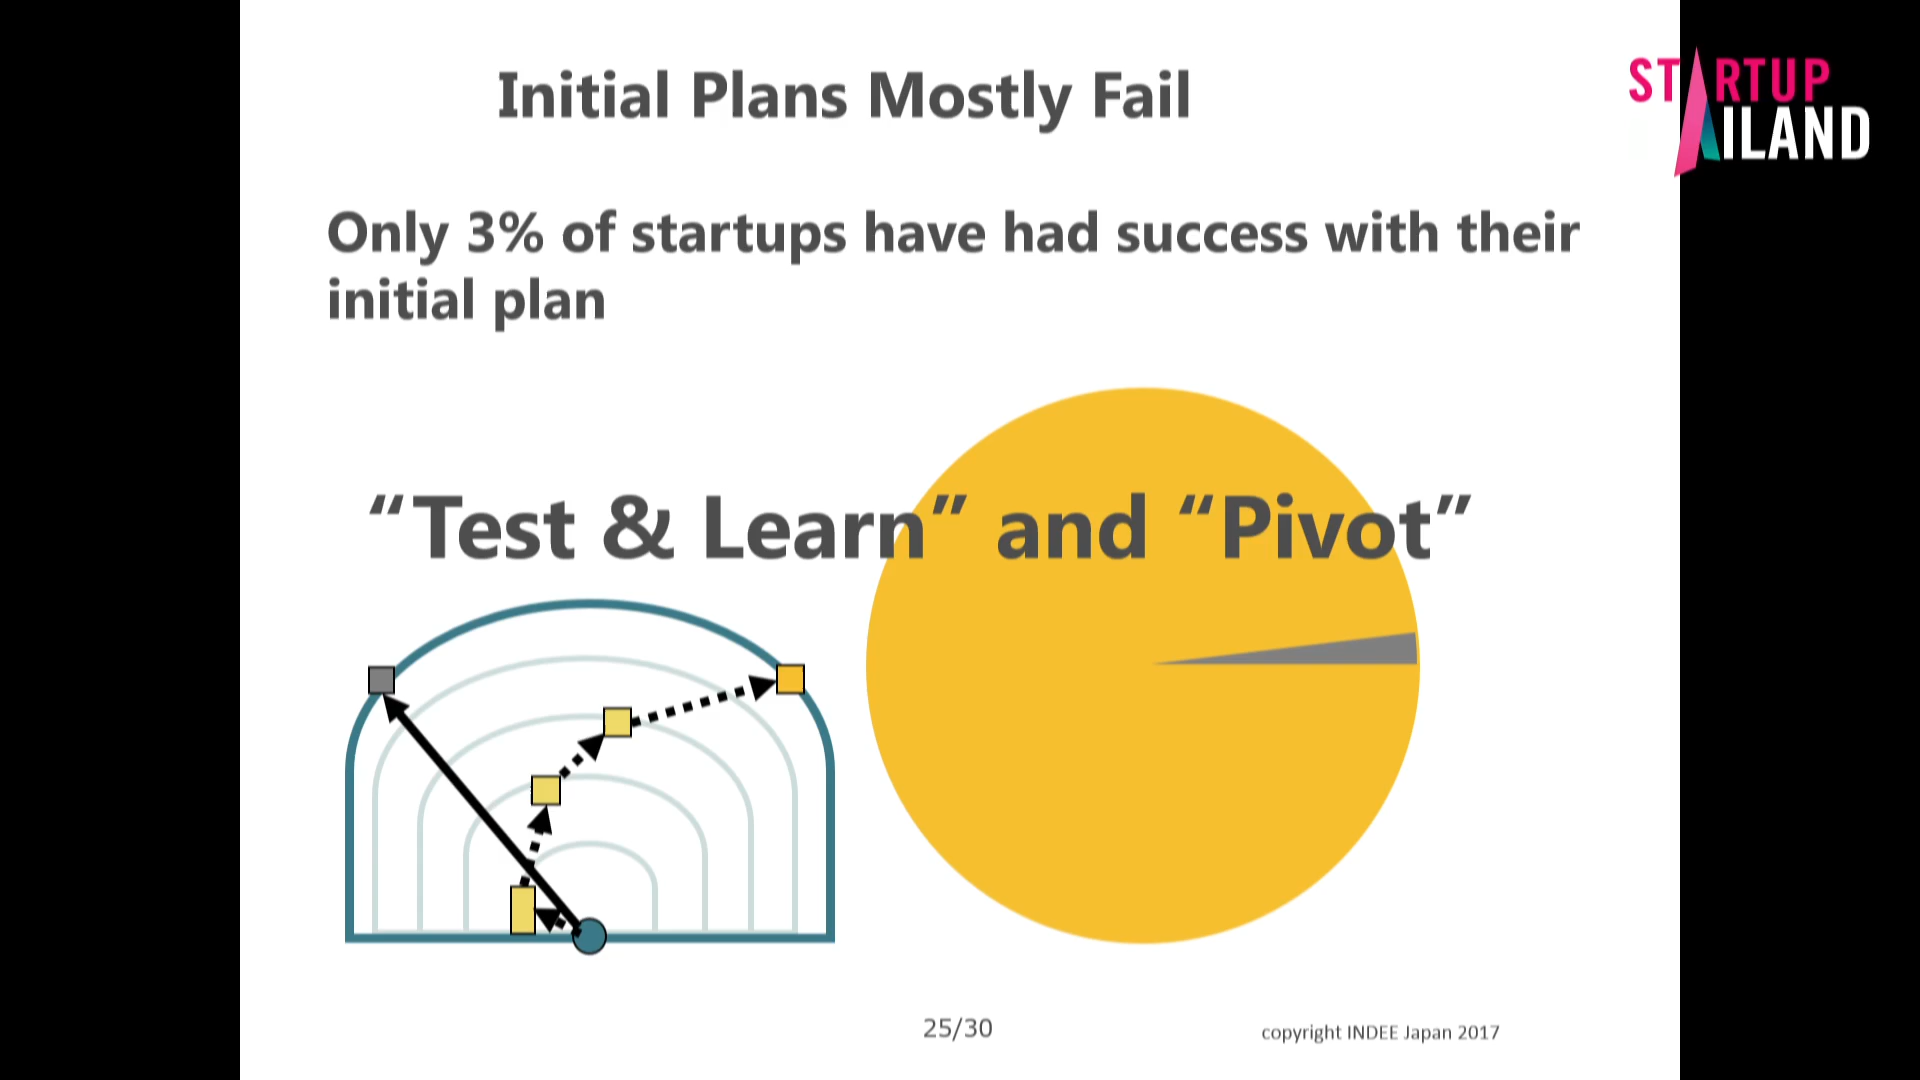 Initial Plans Mostly Fail
STARTUP
AILAND
Only 3% of startups have had success with their
initial plan
“Test & Learn” and “Pivot”
25/30
copyright INDEE Japan 2017